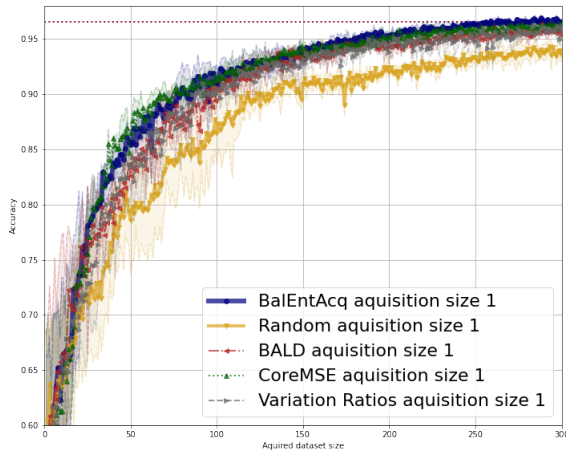 0.95
0.90
0.85
0.80
0.75
0.70
0.65
0.60
Accuracy
0
50
100
150
200
250
300
Aquired dataset size
BalEntAcq aquisition size 1
Random aquisition size 1
BALD aquisition size 1
CoreMSE aquisition size 1
Variation Ratios aquisition size 1